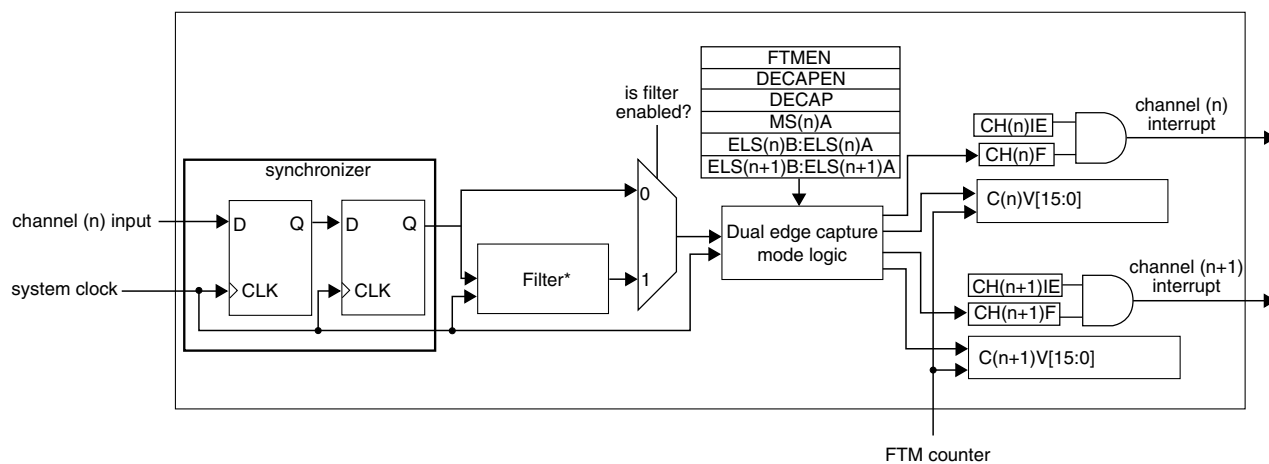 FTMEN
DECAPEN
DECAP
MS(n)A
ELS(n)B:ELS(n)A
ELS(n+1)B:ELS(n+1)A
is filter
enabled?
synchronizer
channel (n) input
D
Q
D
Q
system clock
CLK
CLK
Filter*
0
1
Dual edge capture
mode logic
CH(n)IE
CH(n)F
channel (n)
interrupt
C(n)V[15:0]
CH(n+1)IE
CH(n+1)F
channel (n+1)
interrupt
C(n+1)V[15:0]
FTM counter